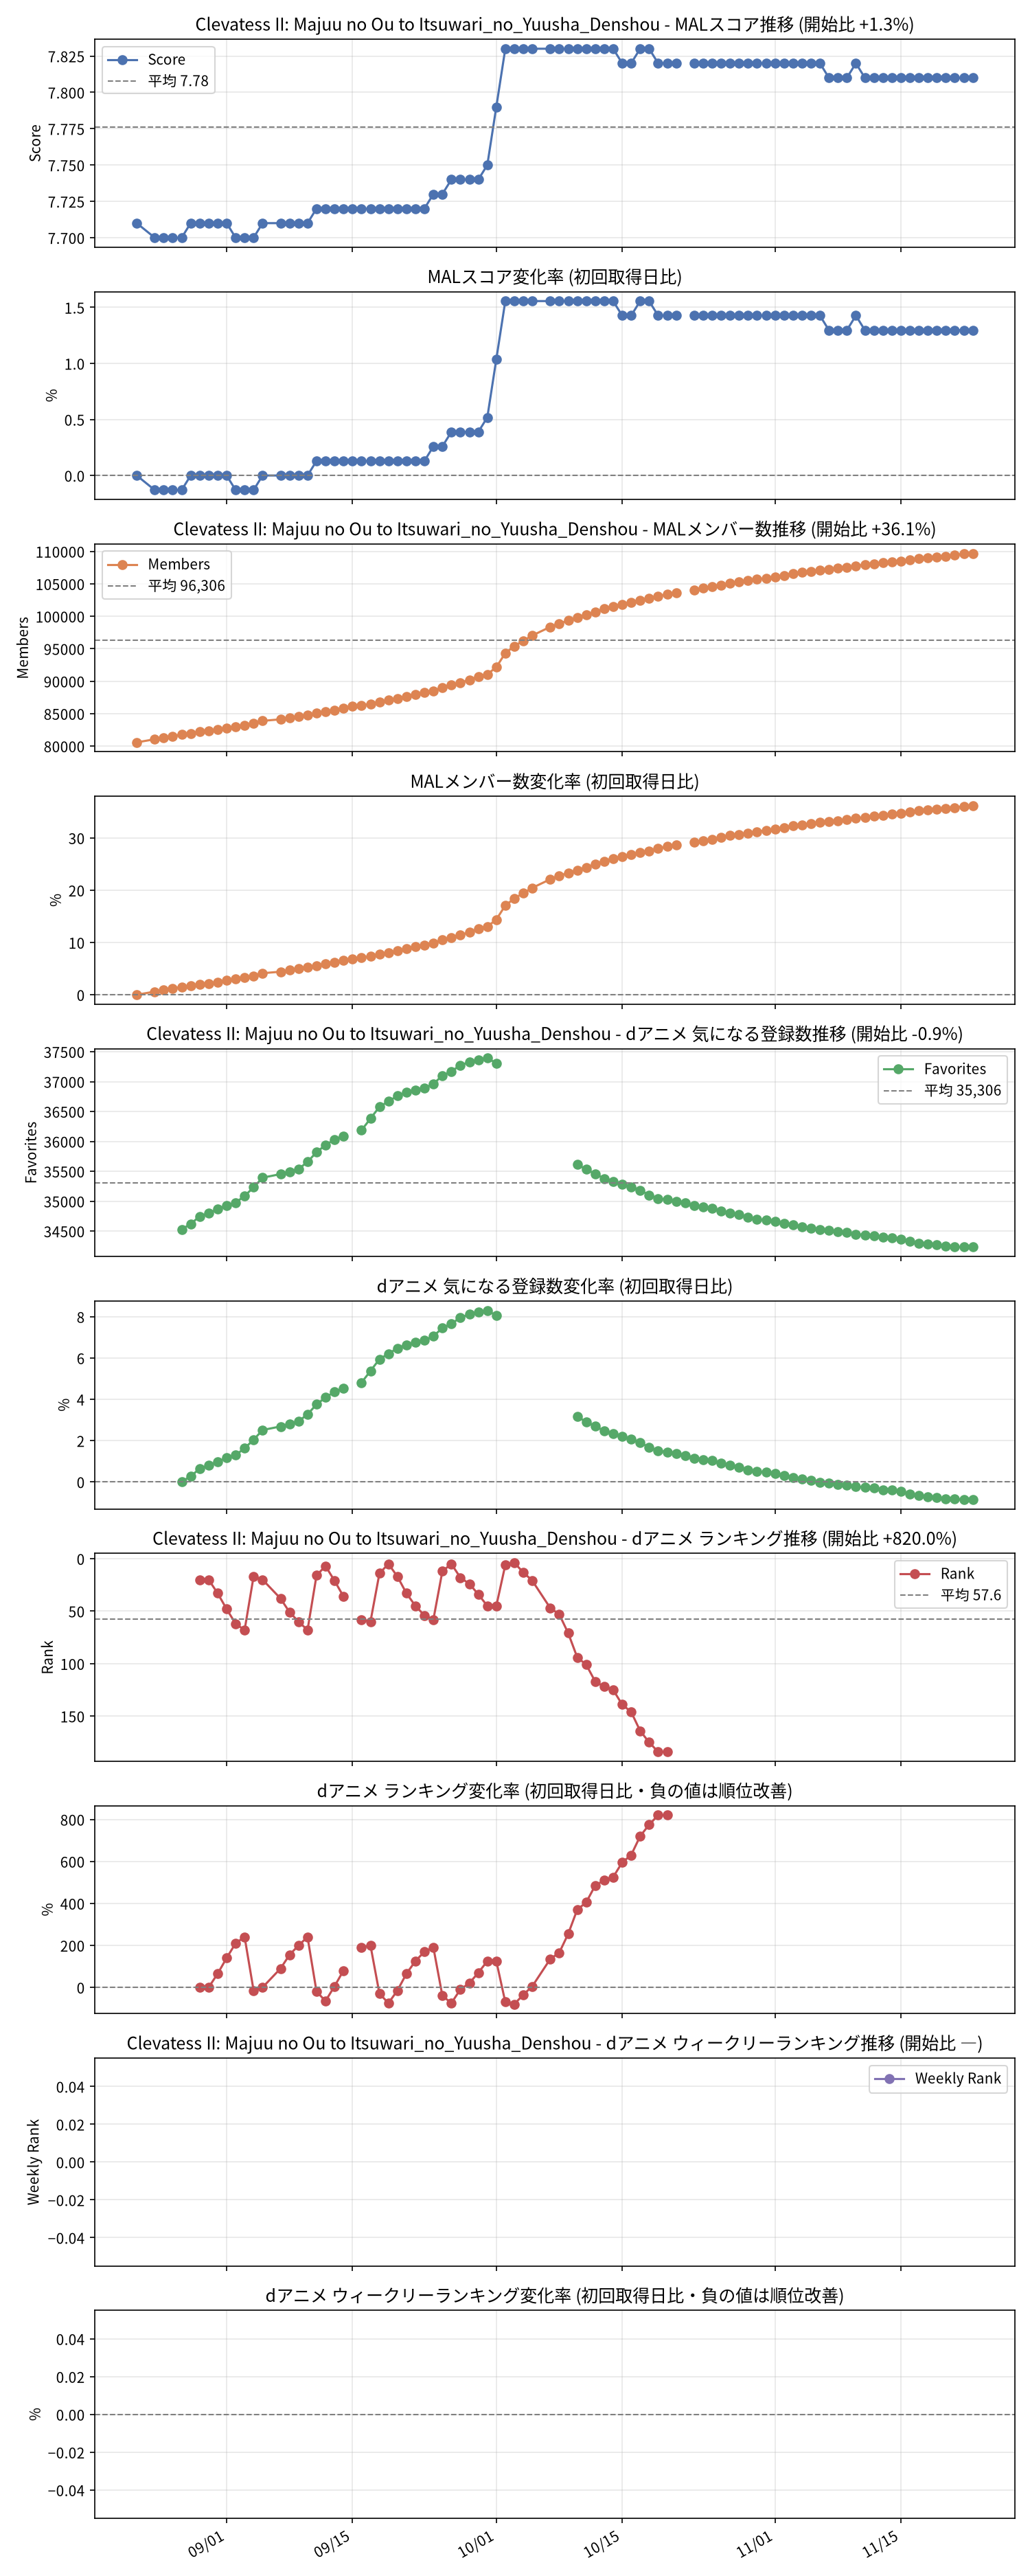 Clevatess II: Majuu no Ou to Itsuwari_no_Yuusha_Denshou - MALスコア推移 (開始比 +1.3%)
Score
平均 7.78
7.825
7.800
7.775
7.750
7.725
7.700
Score
MALスコア変化率 (初回取得日比)
1.5
1.0
0.5
0.0
%
Clevatess II: Majuu no Ou to Itsuwari_no_Yuusha_Denshou - MALメンバー数推移 (開始比 +36.1%)
Members
平均 96,306
110000
105000
100000
95000
90000
85000
80000
Members
MALメンバー数変化率 (初回取得日比)
30
20
10
0
%
Clevatess II: Majuu no Ou to Itsuwari_no_Yuusha_Denshou - dアニメ 気になる登録数推移 (開始比 -0.9%)
Favorites
平均 35,306
37500
37000
36500
36000
35500
35000
34500
Favorites
dアニメ 気になる登録数変化率 (初回取得日比)
8
6
4
2
0
%
Clevatess II: Majuu no Ou to Itsuwari_no_Yuusha_Denshou - dアニメ ランキング推移 (開始比 +820.0%)
Rank
平均 57.6
0
50
100
150
Rank
dアニメ ランキング変化率 (初回取得日比・負の値は順位改善)
800
600
400
200
0
%
Clevatess II: Majuu no Ou to Itsuwari_no_Yuusha_Denshou - dアニメ ウィークリーランキング推移 (開始比 —)
Weekly Rank
0.04
0.02
0.00
−0.02
−0.04
Weekly Rank
dアニメ ウィークリーランキング変化率 (初回取得日比・負の値は順位改善)
0.04
0.02
0.00
−0.02
−0.04
%
09/01
09/15
10/01
10/15
11/01
11/15